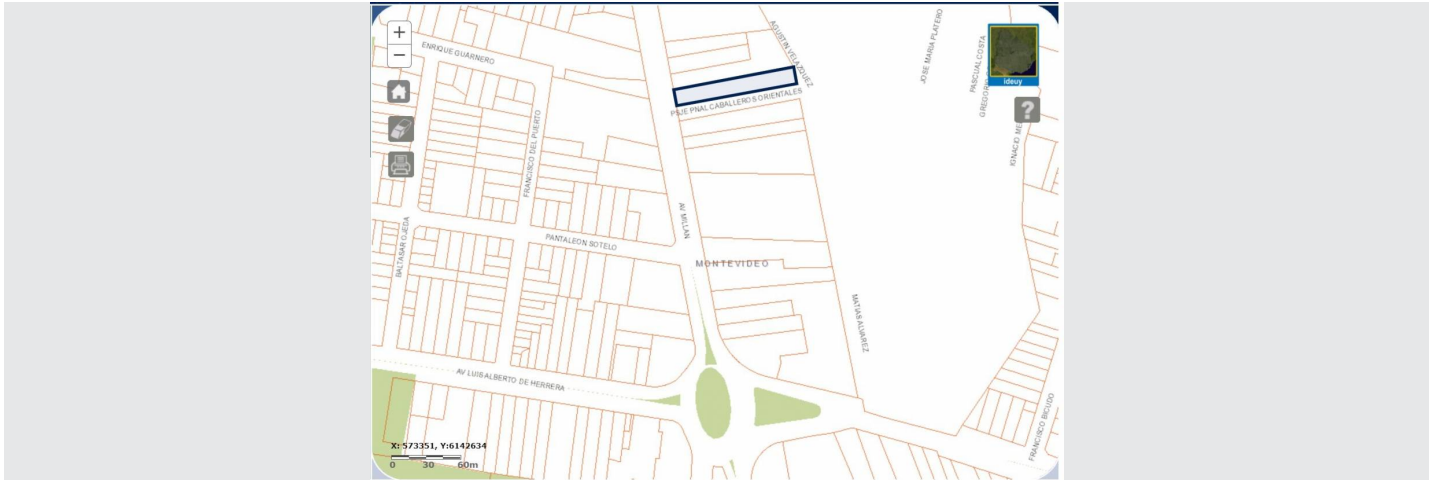 +
−
ENRIQUE GUARNERO
AGUSTIN VELAZQUEZ
JOSE MARIA PLATERO
PASCUAL COSTA
ideuy
?
PSJE PNAL CABALLEROS ORIENTALES
FRANCISCO DEL PUERTO
AV MILLAN
BALTASAR OJEDA
PANTALEON SOTELO
MONTEVIDEO
MATIAS ALVAREZ
AV LUIS ALBERTO DE HERRERA
FRANCISCO BICUDO
X: 573351, Y:6142634
0 30 60m